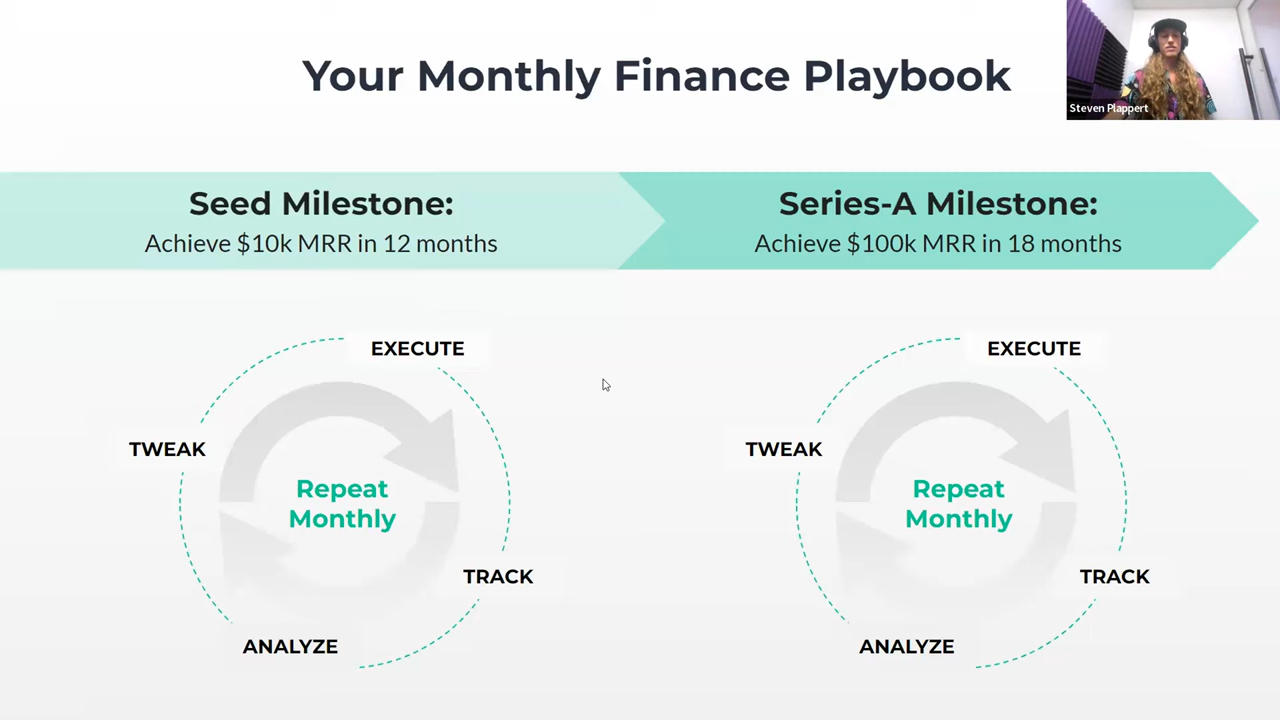 Your Monthly Finance Playbook
Steven Plappert
Seed Milestone:
Achieve $10k MRR in 12 months
Series-A Milestone:
Achieve $100k MRR in 18 months
EXECUTE
TWEAK
Repeat
Monthly
TRACK
ANALYZE
EXECUTE
TWEAK
Repeat
Monthly
TRACK
ANALYZE